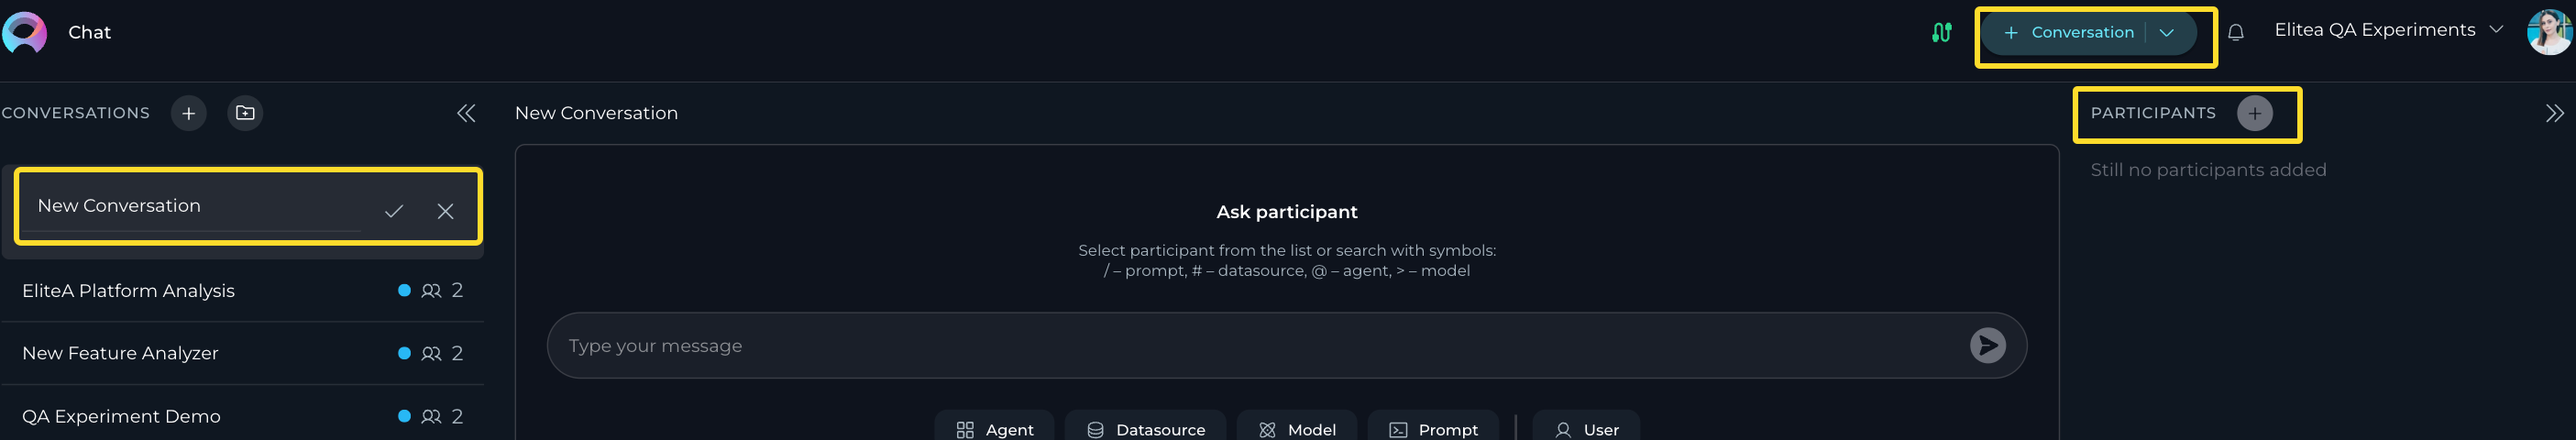 Chat
+ Conversation
Elitea QA Experiments
CONVERSATIONS
New Conversation
PARTICIPANTS
New Conversation
Still no participants added
Ask participant
Select participant from the list or search with symbols:
/ – prompt, # – datasource, @ – agent, > – model
EliteA Platform Analysis 2
New Feature Analyzer 2
Type your message
QA Experiment Demo 2
Agent Datasource Model Prompt User